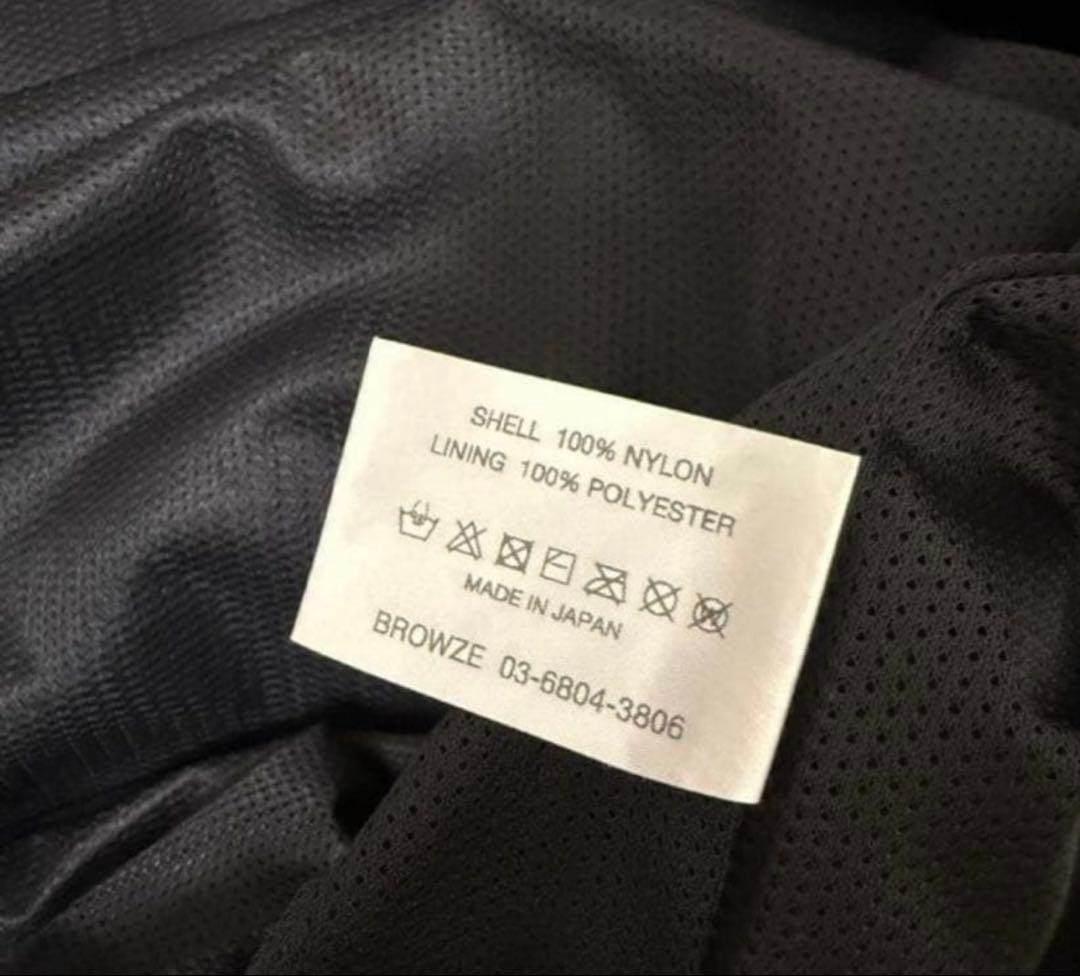 SHELL 100% NYLON
LINING 100% POLYESTER
MADE IN JAPAN
BROWZE 03-6804-3806